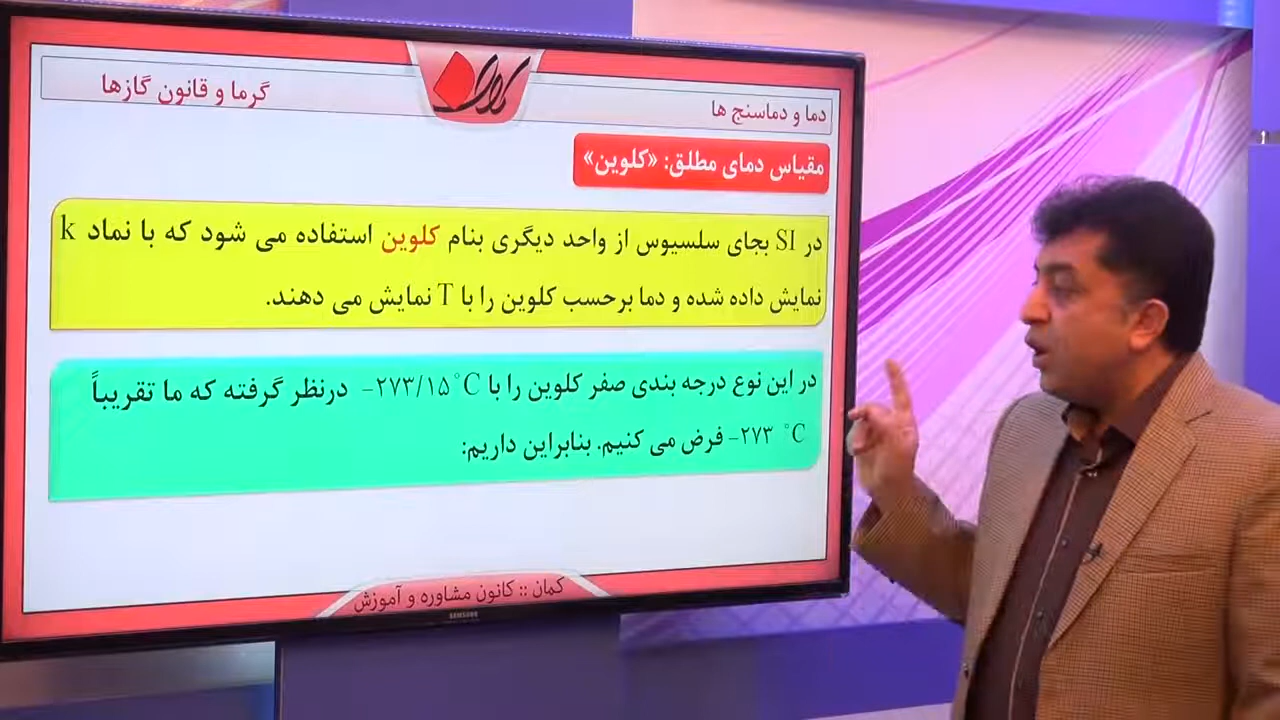 دما و دماسنج ها
گرما و قانون گازها
کمان
مقیاس دمای مطلق: «کلوین»
در SI بجای سلسیوس از واحد دیگری بنام کلوین استفاده می شود که با نماد k
نمایش داده شده و دما برحسب کلوین را با T نمایش می دهند.
در این نوع درجه بندی صفر کلوین را با -۲۷۳/۱۵°C درنظر گرفته که ما تقریباً
-۲۷۳ °C فرض می کنیم. بنابراین داریم:
کمان :: کانون مشاوره و آموزش
SAMSUNG